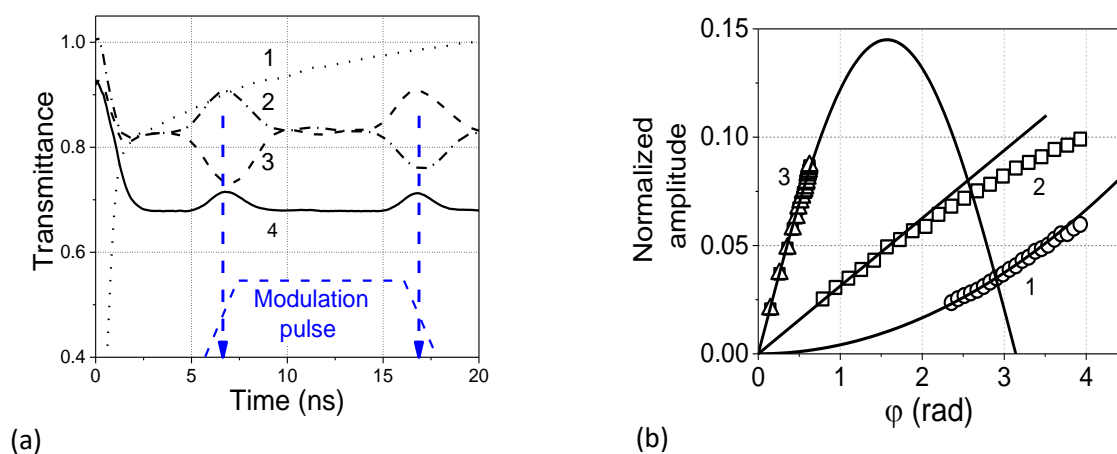 1.0
0.8
0.6
0.4
Transmittance
1
2
3
4
Modulation
pulse
0 5 10 15 20
Time (ns)
(a)
0.15
0.10
0.05
0.00
Normalized
amplitude
3
2
1
0 1 2 3 4
φ (rad)
(b)